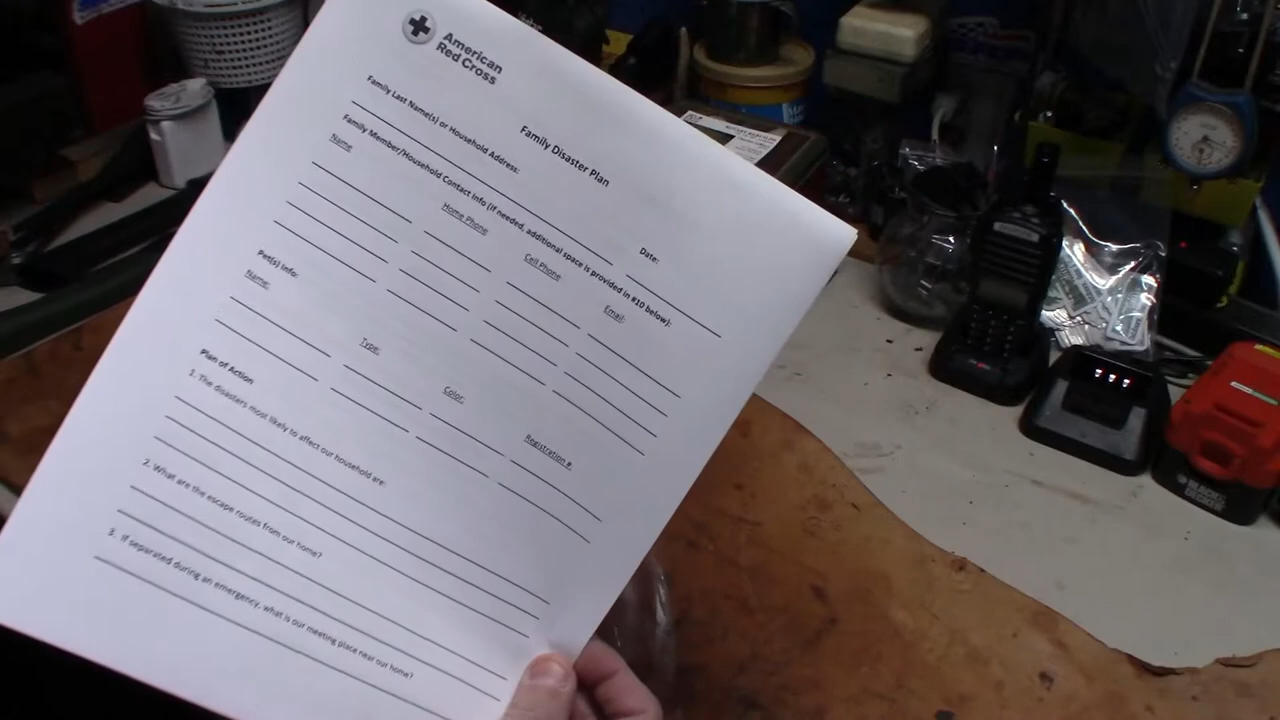 American
Red Cross
Family Disaster Plan
Family Last Name(s) or Household Address:
Date:
Family Member/Household Contact Info (if needed, additional space is provided in #10 below):
Name
Home Phone
Cell Phone
Email:
Pet(s) Info:
Name:
Type:
Color:
Registration #
Plan of Action
1. The disasters most likely to affect our household are:
2. What are the escape routes from our home?
3. If separated during an emergency, what is our meeting place near our home?
BLACK&
DECKER